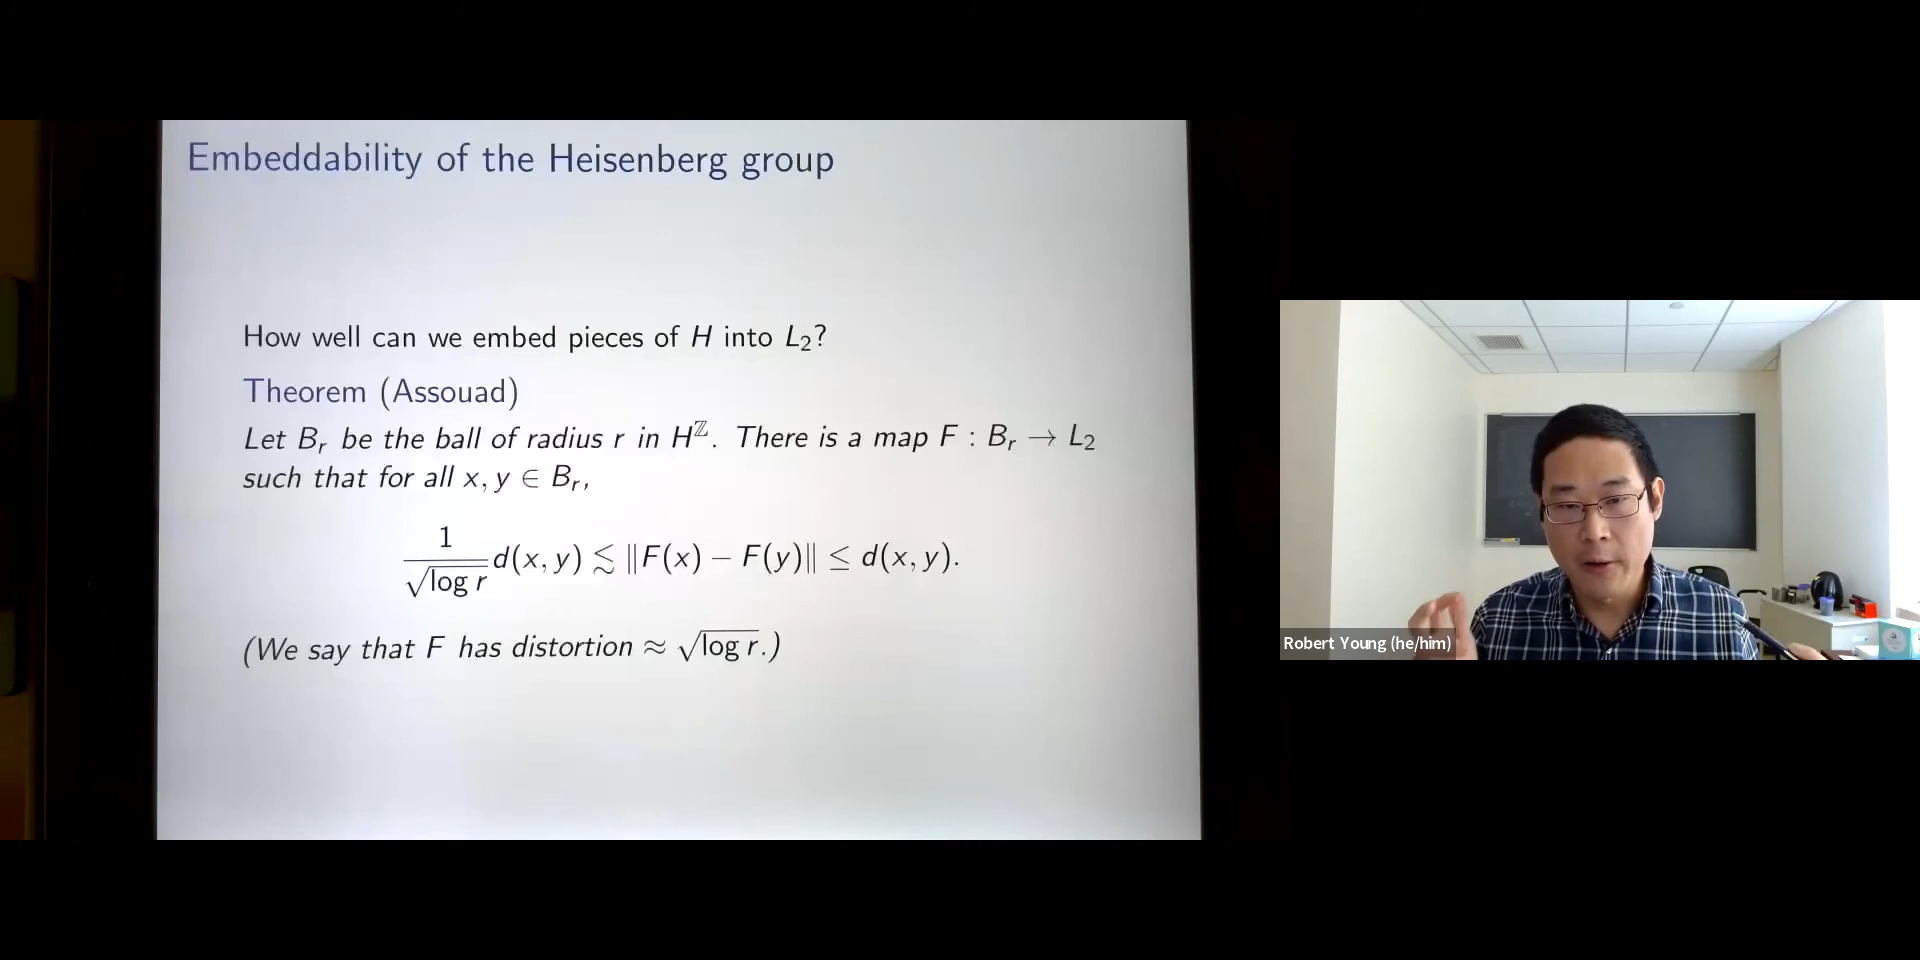 Embeddability of the Heisenberg group
How well can we embed pieces of H into L₂?
Theorem (Assouad)
Let Bᵣ be the ball of radius r in H^ℤ. There is a map F : Bᵣ → L₂
such that for all x, y ∈ Bᵣ,
1/√(log r) d(x, y) ≲ ‖F(x) − F(y)‖ ≤ d(x, y).
(We say that F has distortion ≈ √(log r).)
Robert Young (he/him)